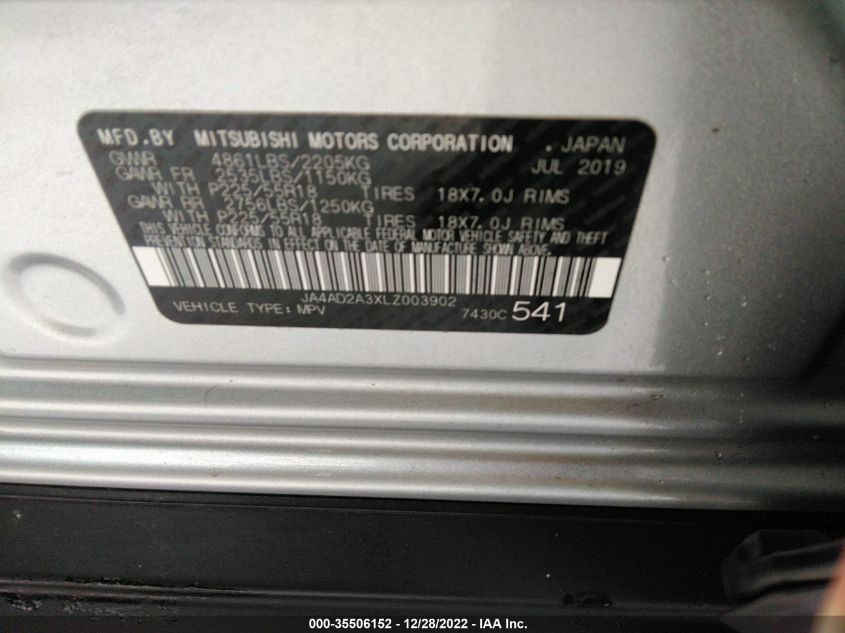 MFD.BY MITSUBISHI MOTORS CORPORATION . JAPAN
GVWR 4861LBS/2205KG JUL 2019
GAWR FR 2535LBS/1150KG
WITH P225/55R18 TIRES 18X7.0J RIMS
GAWR RR 2756LBS/1250KG
WITH P225/55R18 TIRES 18X7.0J RIMS
THIS VEHICLE CONFORMS TO ALL APPLICABLE FEDERAL MOTOR VEHICLE SAFETY AND THEFT
PREVENTION STANDARDS IN EFFECT ON THE DATE OF MANUFACTURE SHOWN ABOVE.
JA4AD2A3XLZ003902
VEHICLE TYPE: MPV 7430C 541
000-35506152 - 12/28/2022 - IAA Inc.